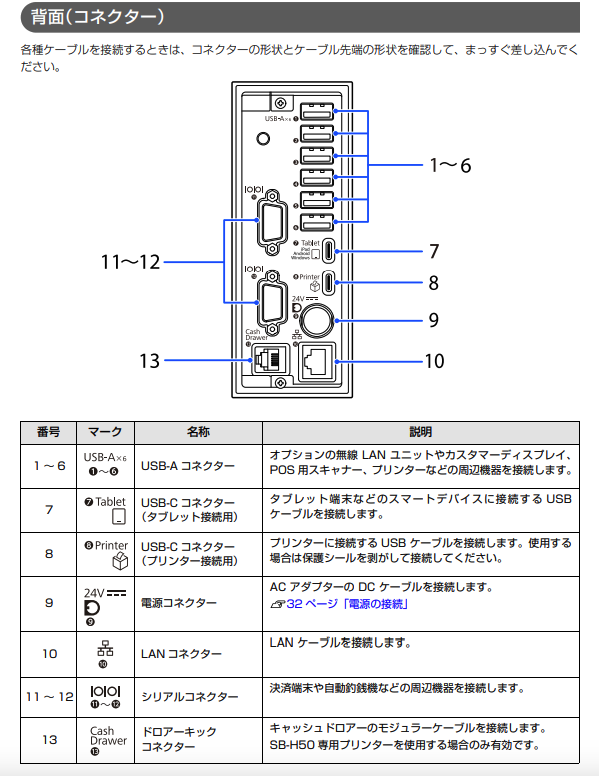 背面（コネクター）
各種ケーブルを接続するときは、コネクターの形状とケーブル先端の形状を確認して、まっすぐ差し込んでく
ださい。
USB-A×6 ❶
❷
❸
❹
❺
❻
1～6
IOIOI
⓫
❼ Tablet
iPad
Android
Windows
7
11～12
IOIOI
⓬
❽ Printer
8
24V
❾
9
Cash
Drawer
⓭
❿
13
10
番号 マーク 名称 説明
1 ～ 6 USB-A×6 ❶～❻ USB-A コネクター オプションの無線 LAN ユニットやカスタマーディスプレイ、
POS 用スキャナー、プリンターなどの周辺機器を接続します。
7 ❼ Tablet USB-C コネクター タブレット端末などのスマートデバイスに接続する USB
（タブレット接続用） ケーブルを接続します。
8 ❽ Printer USB-C コネクター プリンターに接続する USB ケーブルを接続します。使用する
（プリンター接続用） 場合は保護シールを剥がして接続してください。
9 24V ❾ 電源コネクター AC アダプターの DC ケーブルを接続します。
32 ページ「電源の接続」
10 ❿ LAN コネクター LAN ケーブルを接続します。
11 ～ 12 IOIOI ⓫～⓬ シリアルコネクター 決済端末や自動釣銭機などの周辺機器を接続します。
13 Cash Drawer ⓭ ドロアーキック キャッシュドロアーのモジュラーケーブルを接続します。
コネクター SB-H50 専用プリンターを使用する場合のみ有効です。